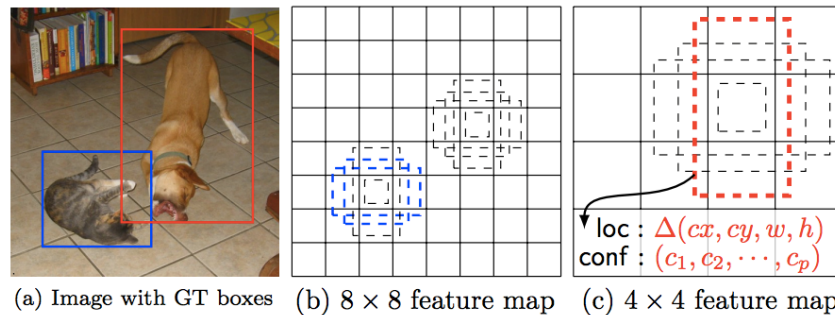 loc : Δ(cx, cy, w, h)
conf : (c₁, c₂, ⋯, cₚ)
(a) Image with GT boxes
(b) 8 × 8 feature map
(c) 4 × 4 feature map